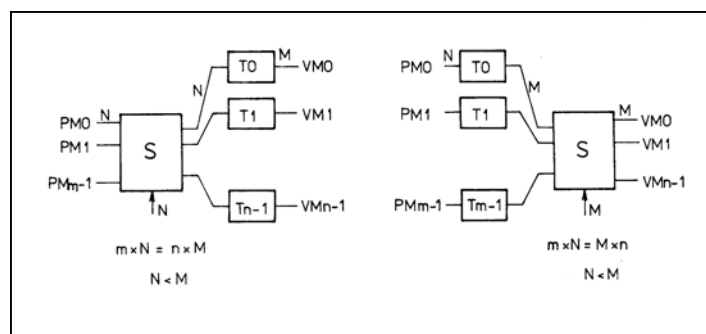 T0
M
VM0
N
N
PM0
T1
VM1
PM1
S
PMm-1
Tn-1
VMn-1
N
m×N = n×M
N<M
N
PM0
T0
M
PM1
T1
M
VM0
S
VM1
VMn-1
PMm-1
Tm-1
M
m×N = M×n
N<M